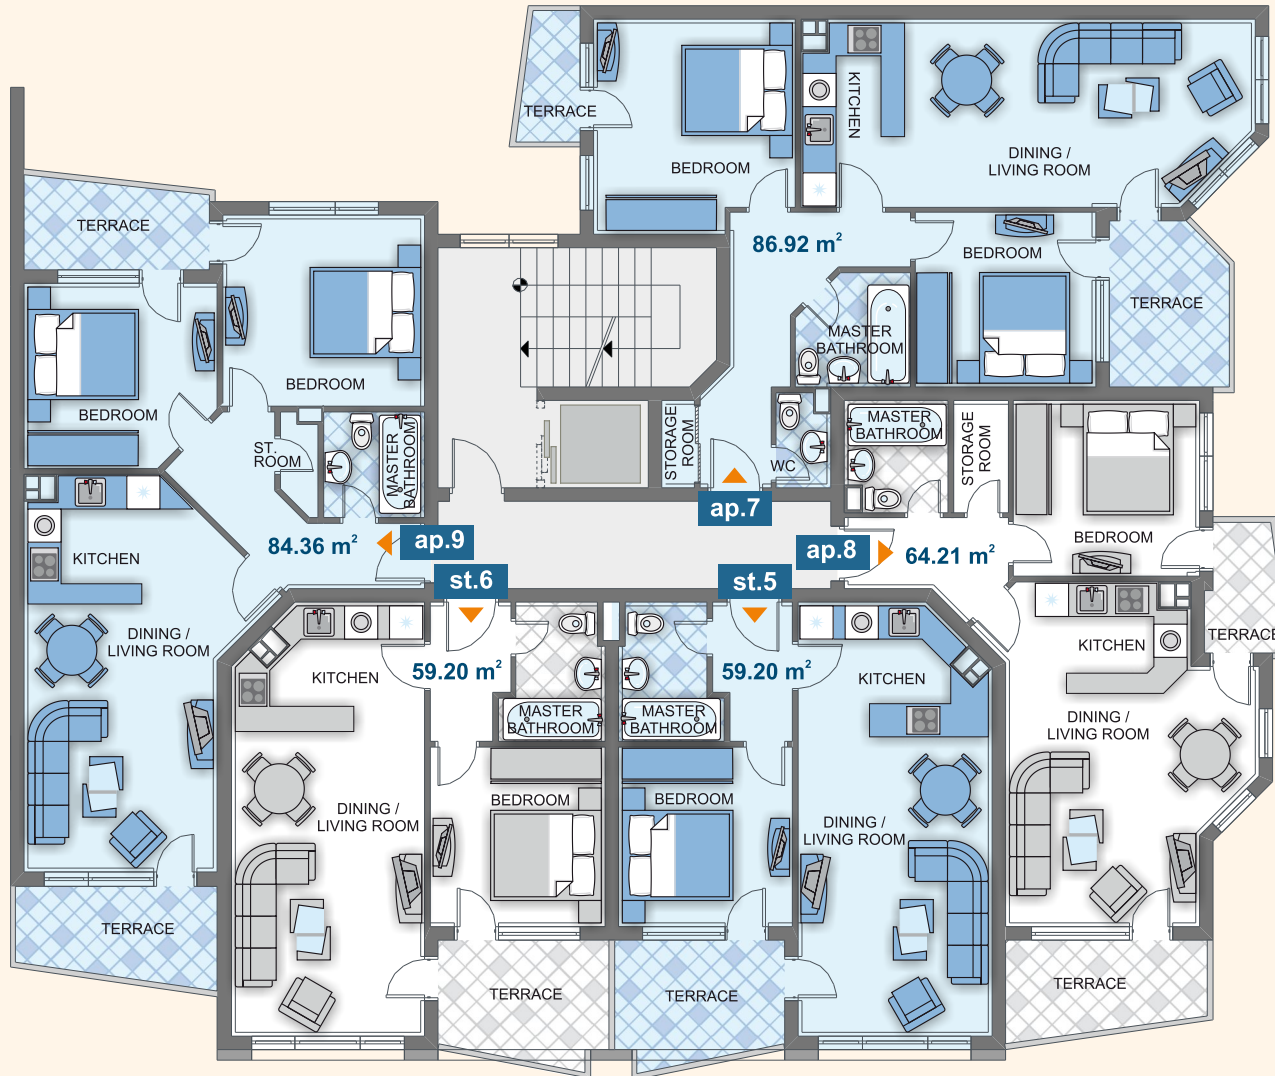 TERRACE
BEDROOM
KITCHEN
DINING /
LIVING ROOM
86.92 m²
BEDROOM
TERRACE
MASTER
BATHROOM
STORAGE
ROOM
WC
ap.7
TERRACE
BEDROOM
BEDROOM
ST.
ROOM
MASTER
BATHROOM
84.36 m²
ap.9
KITCHEN
DINING /
LIVING ROOM
TERRACE
MASTER
BATHROOM
STORAGE
ROOM
BEDROOM
ap.8
64.21 m²
KITCHEN
TERRACE
DINING /
LIVING ROOM
TERRACE
st.6
59.20 m²
KITCHEN
MASTER
BATHROOM
BEDROOM
DINING /
LIVING ROOM
TERRACE
st.5
59.20 m²
KITCHEN
MASTER
BATHROOM
BEDROOM
DINING /
LIVING ROOM
TERRACE